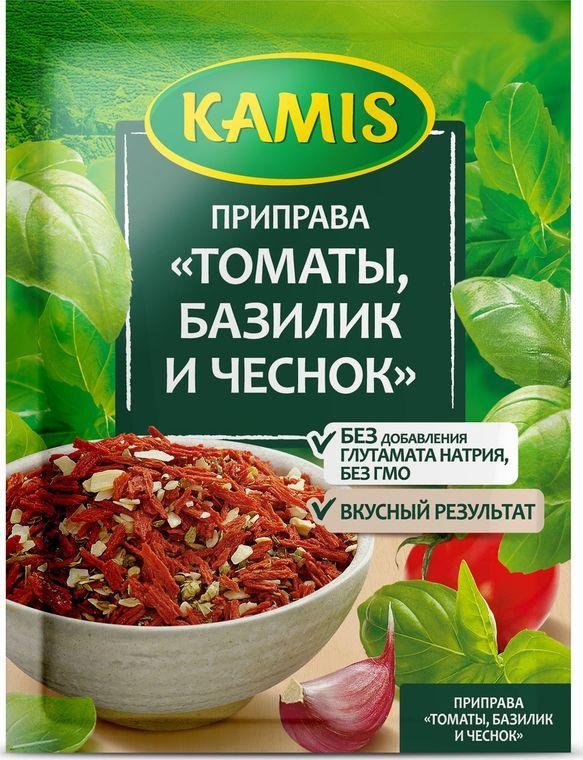 KAMIS
ПРИПРАВА
«ТОМАТЫ,
БАЗИЛИК
И ЧЕСНОК»
БЕЗ ДОБАВЛЕНИЯ
ГЛУТАМАТА НАТРИЯ,
БЕЗ ГМО
ВКУСНЫЙ РЕЗУЛЬТАТ
ПРИПРАВА
«ТОМАТЫ, БАЗИЛИК
И ЧЕСНОК»